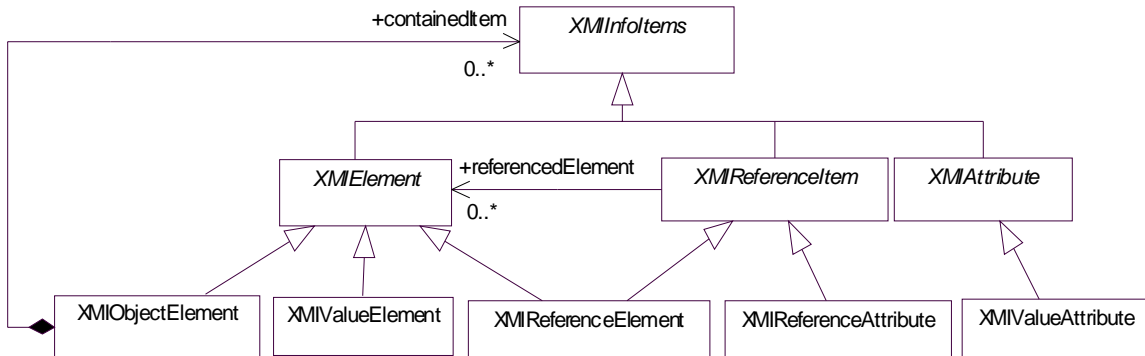 +containedItem
XMIInfoItems
0..*
XMIElement
+referencedElement
XMIReferenceItem
XMIAttribute
0..*
XMIObjectElement
XMIValueElement
XMIReferenceElement
XMIReferenceAttribute
XMIValueAttribute